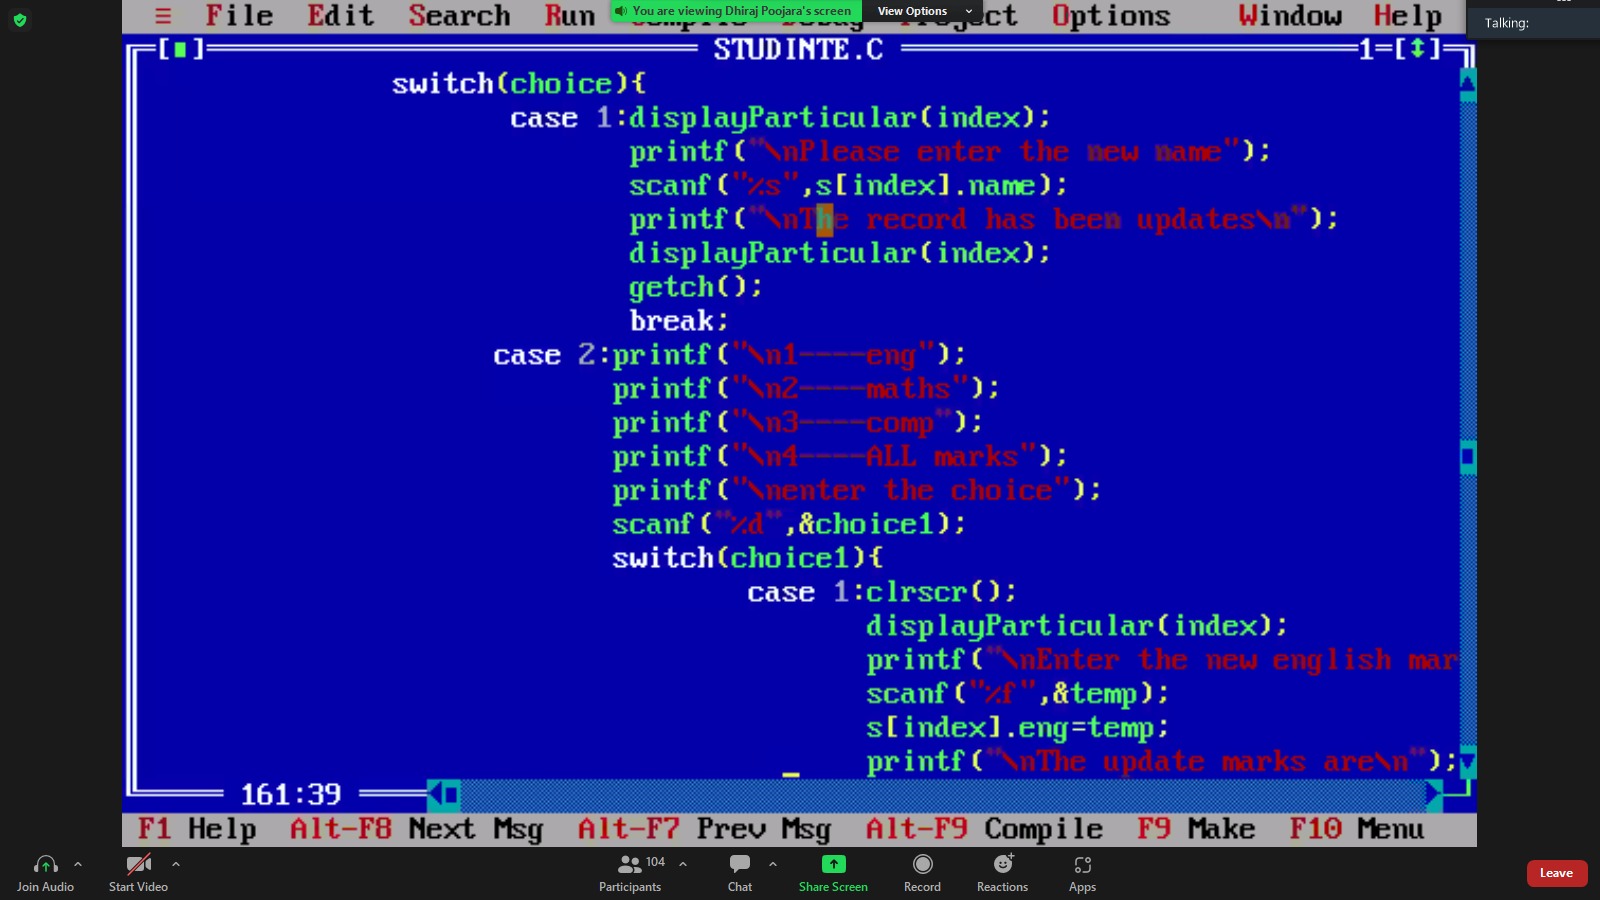 ≡ File Edit Search Run Compile Debug Project Options Window Help
You are viewing Dhiraj Poojara's screen View Options
Talking:
[■] STUDINTE.C 1=[↕]
switch(choice){
case 1:displayParticular(index);
printf("\nPlease enter the new name");
scanf("%s",s[index].name);
printf("\nThe record has been updates\n");
displayParticular(index);
getch();
break;
case 2:printf("\n1----eng");
printf("\n2----maths");
printf("\n3----comp");
printf("\n4----ALL marks");
printf("\nenter the choice");
scanf("%d",&choice1);
switch(choice1){
case 1:clrscr();
displayParticular(index);
printf("\nEnter the new english mar
scanf("%f",&temp);
s[index].eng=temp;
printf("\nThe update marks are\n");
161:39
F1 Help Alt-F8 Next Msg Alt-F7 Prev Msg Alt-F9 Compile F9 Make F10 Menu
Join Audio Start Video Participants 104 Chat Share Screen Record Reactions Apps Leave